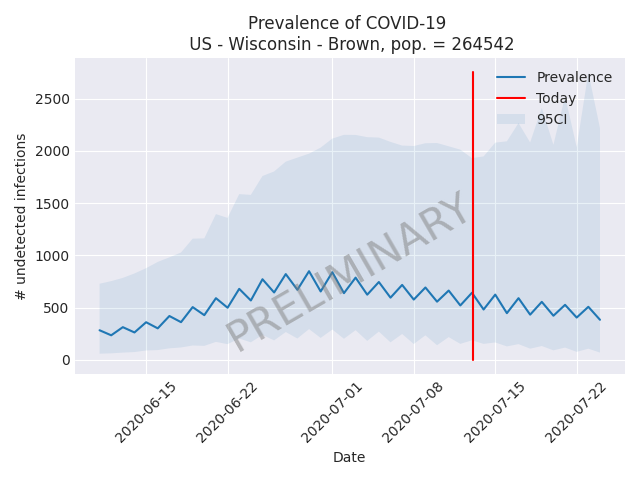 Prevalence of COVID-19
US - Wisconsin - Brown, pop. = 264542
Prevalence
Today
95CI
2500
2000
1500
1000
500
0
# undetected infections
PRELIMINARY
2020-06-15
2020-06-22
2020-07-01
2020-07-08
2020-07-15
2020-07-22
Date